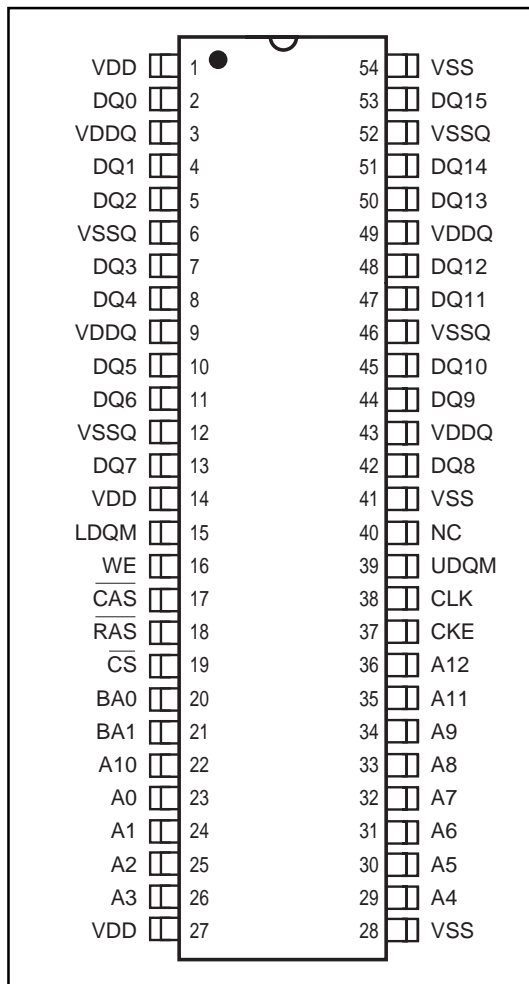 VDD 1 54 VSS
DQ0 2 53 DQ15
VDDQ 3 52 VSSQ
DQ1 4 51 DQ14
DQ2 5 50 DQ13
VSSQ 6 49 VDDQ
DQ3 7 48 DQ12
DQ4 8 47 DQ11
VDDQ 9 46 VSSQ
DQ5 10 45 DQ10
DQ6 11 44 DQ9
VSSQ 12 43 VDDQ
DQ7 13 42 DQ8
VDD 14 41 VSS
LDQM 15 40 NC
WE 16 39 UDQM
C̅A̅S̅ 17 38 CLK
R̅A̅S̅ 18 37 CKE
C̅S̅ 19 36 A12
BA0 20 35 A11
BA1 21 34 A9
A10 22 33 A8
A0 23 32 A7
A1 24 31 A6
A2 25 30 A5
A3 26 29 A4
VDD 27 28 VSS